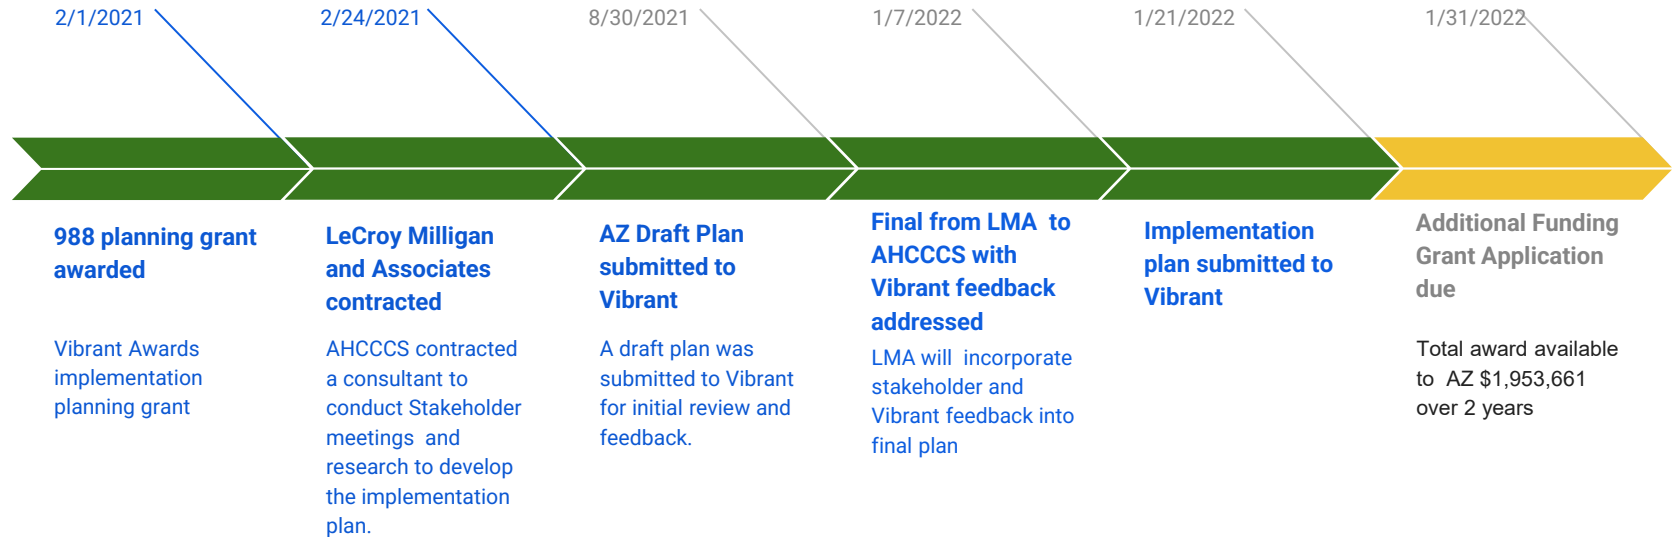 2/1/2021
2/24/2021
8/30/2021
1/7/2022
1/21/2022
1/31/2022
988 planning grant
awarded
Vibrant Awards
implementation
planning grant
LeCroy Milligan
and Associates
contracted
AHCCCS contracted
a consultant to
conduct Stakeholder
meetings and
research to develop
the implementation
plan.
AZ Draft Plan
submitted to
Vibrant
A draft plan was
submitted to Vibrant
for initial review and
feedback.
Final from LMA to
AHCCCS with
Vibrant feedback
addressed
LMA will incorporate
stakeholder and
Vibrant feedback into
final plan
Implementation
plan submitted to
Vibrant
Additional Funding
Grant Application
due
Total award available
to AZ $1,953,661
over 2 years